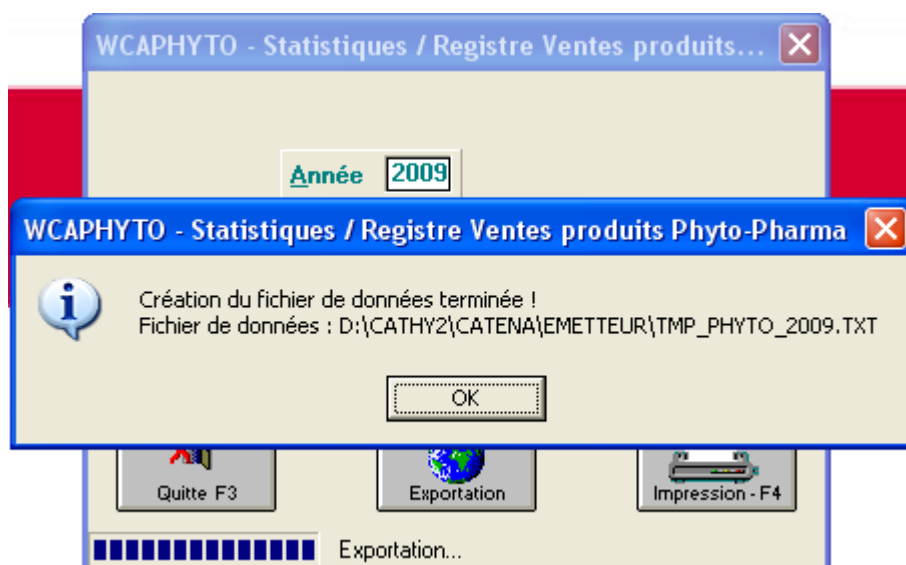 WCAPHYTO - Statistiques / Registre Ventes produits...
Année 2009
WCAPHYTO - Statistiques / Registre Ventes produits Phyto-Pharma
Création du fichier de données terminée !
Fichier de données : D:\CATHY2\CATENA\EMETTEUR\TMP_PHYTO_2009.TXT
OK
Quitte F3 Exportation Impression - F4
Exportation...